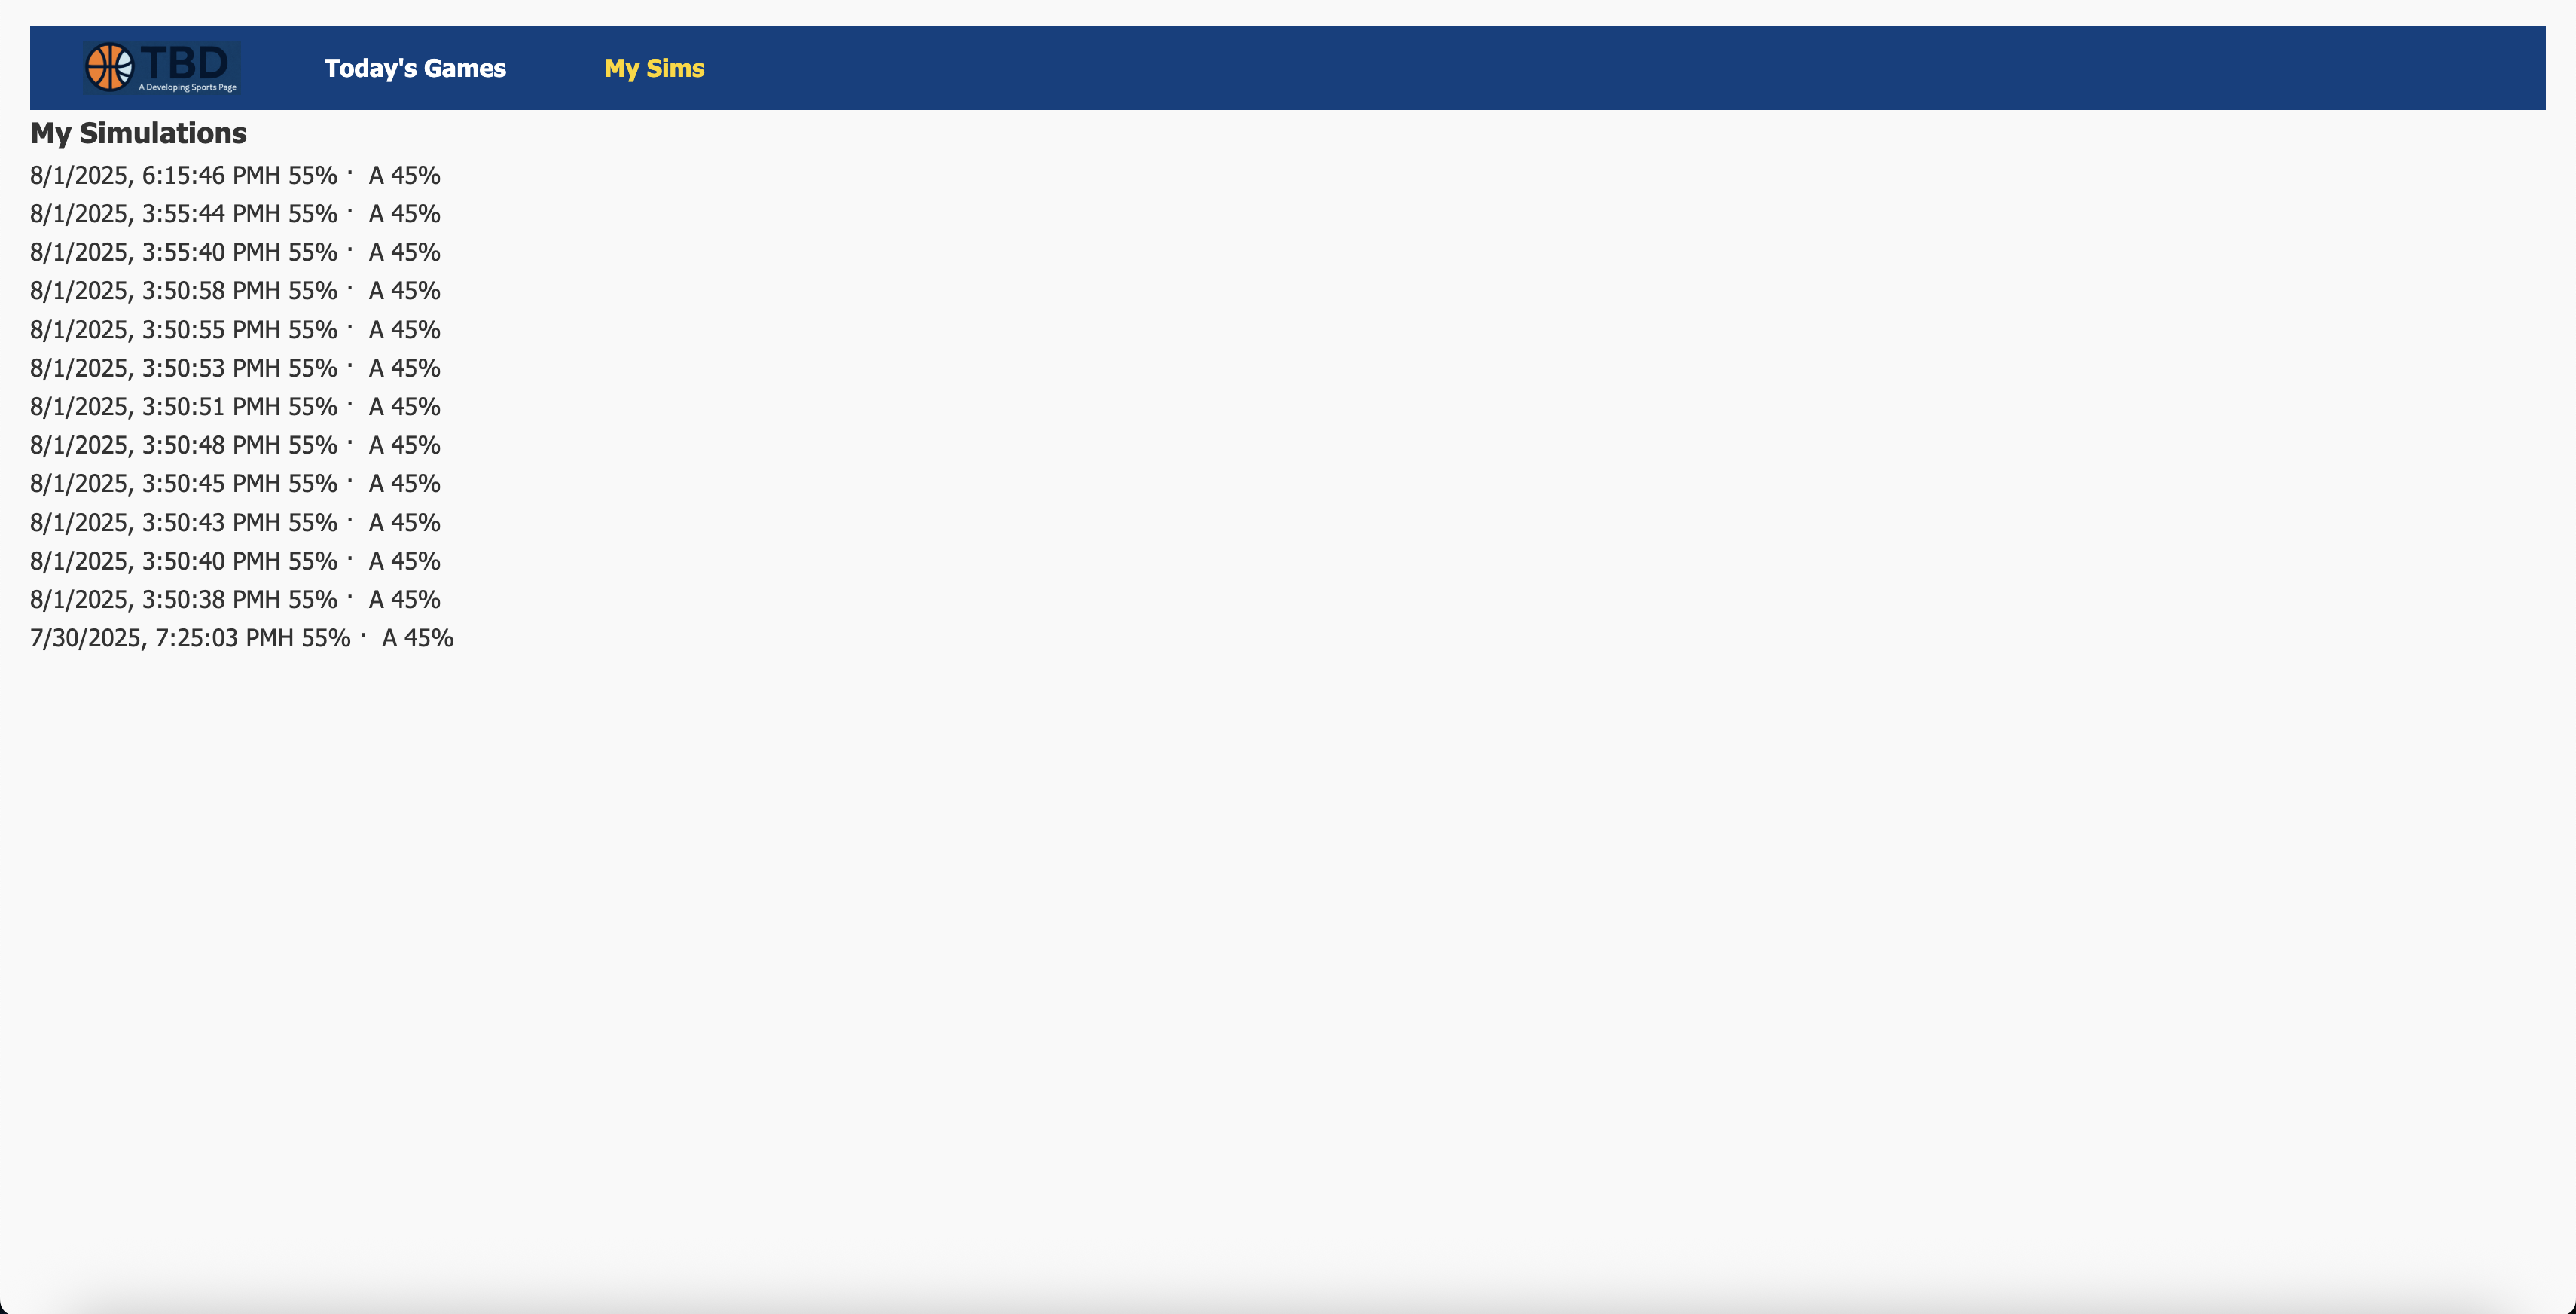 TBD
A Developing Sports Page
Today's Games
My Sims
My Simulations
8/1/2025, 6:15:46 PMH 55% · A 45%
8/1/2025, 3:55:44 PMH 55% · A 45%
8/1/2025, 3:55:40 PMH 55% · A 45%
8/1/2025, 3:50:58 PMH 55% · A 45%
8/1/2025, 3:50:55 PMH 55% · A 45%
8/1/2025, 3:50:53 PMH 55% · A 45%
8/1/2025, 3:50:51 PMH 55% · A 45%
8/1/2025, 3:50:48 PMH 55% · A 45%
8/1/2025, 3:50:45 PMH 55% · A 45%
8/1/2025, 3:50:43 PMH 55% · A 45%
8/1/2025, 3:50:40 PMH 55% · A 45%
8/1/2025, 3:50:38 PMH 55% · A 45%
7/30/2025, 7:25:03 PMH 55% · A 45%